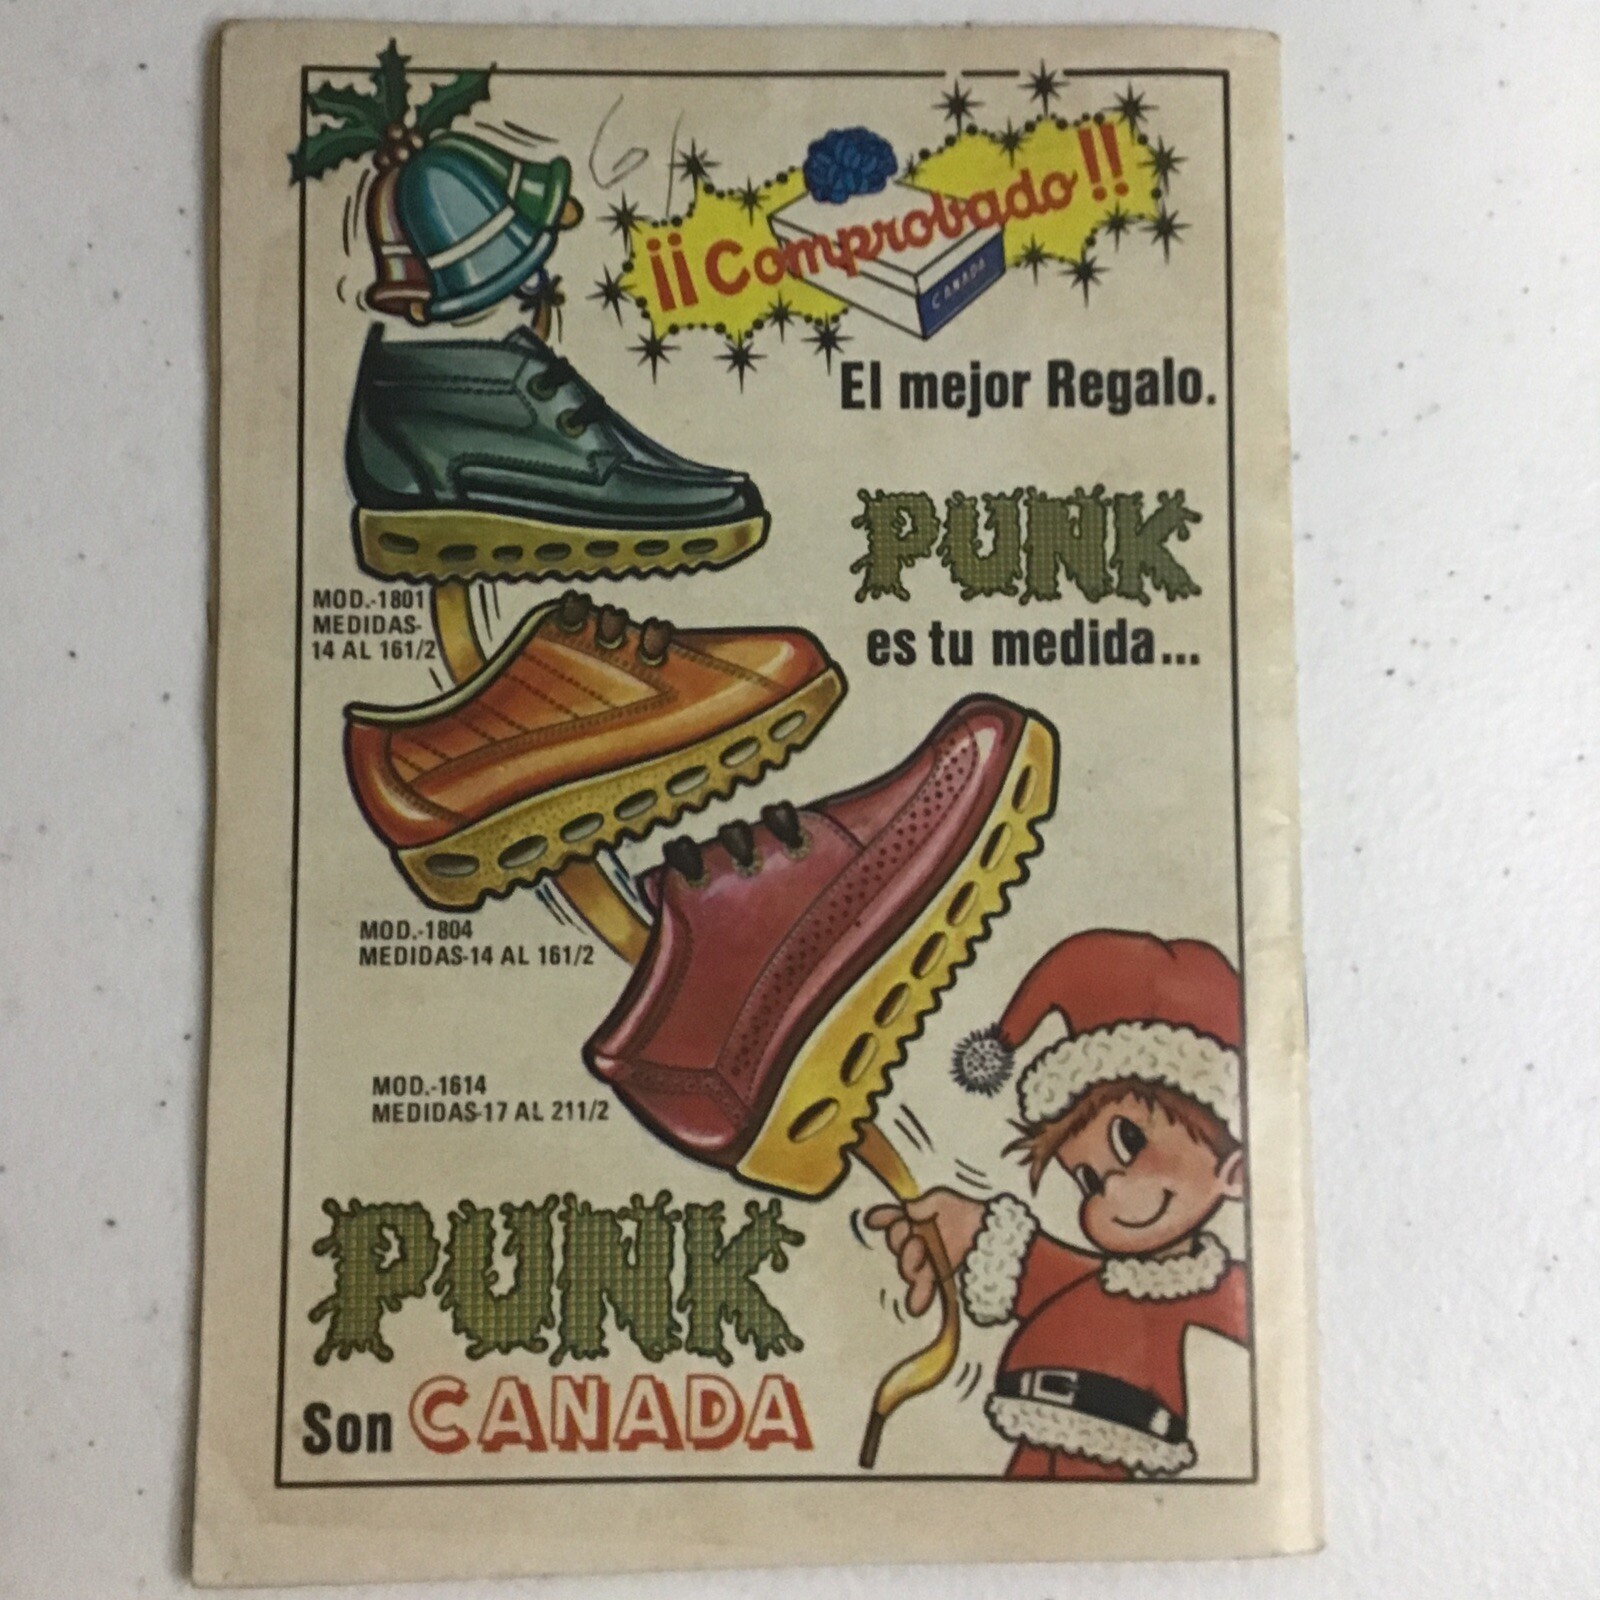 61
¡¡Comprobado!!
CANADA
El mejor Regalo.
PUNK
es tu medida...
MOD.-1801
MEDIDAS-
14 AL 161/2
MOD.-1804
MEDIDAS-14 AL 161/2
MOD.-1614
MEDIDAS-17 AL 211/2
PUNK
Son CANADA